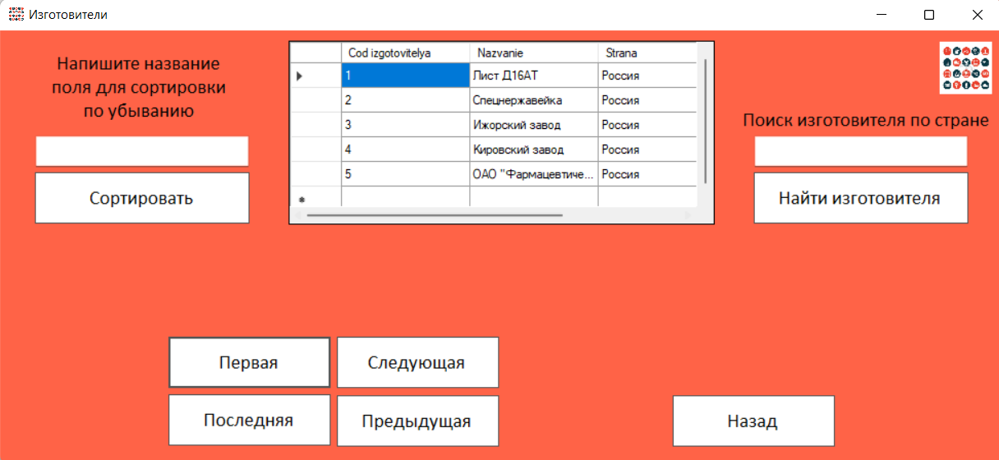 Изготовители
Напишите название
поля для сортировки
по убыванию
Сортировать
Cod izgotovitelya Nazvanie Strana
1 Лист Д16АТ Россия
2 Спецнержавейка Россия
3 Ижорский завод Россия
4 Кировский завод Россия
5 ОАО "Фармацевтиче... Россия
Поиск изготовителя по стране
Найти изготовителя
Первая Следующая
Последняя Предыдущая
Назад